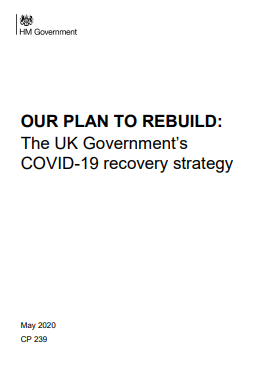 HM Government
OUR PLAN TO REBUILD:
The UK Government's
COVID-19 recovery strategy
May 2020
CP 239